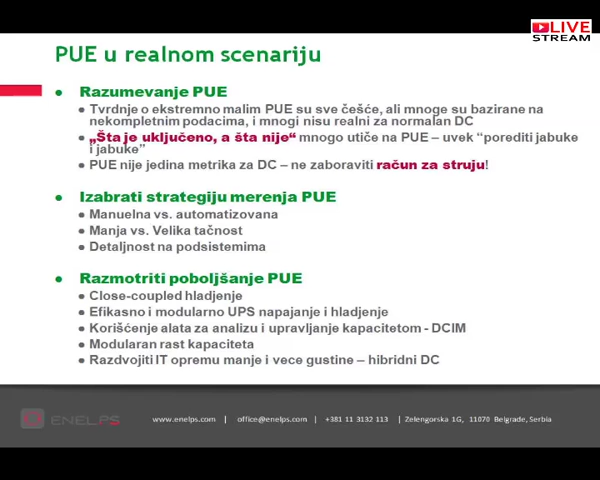 LIVE
STREAM
PUE u realnom scenariju
Razumevanje PUE
Tvrdnje o ekstremno malim PUE su sve češće, ali mnoge su bazirane na
nekompletnim podacima, i mnogi nisu realni za normalan DC
„Šta je uključeno, a šta nije“ mnogo utiče na PUE – uvek “porediti jabuke
i jabuke”
PUE nije jedina metrika za DC – ne zaboraviti račun za struju!
Izabrati strategiju merenja PUE
Manuelna vs. automatizovana
Manja vs. Velika tačnost
Detaljnost na podsistemima
Razmotriti poboljšanje PUE
Close-coupled hladjenje
Efikasno i modularno UPS napajanje i hladjenje
Korišćenje alata za analizu i upravljanje kapacitetom - DCIM
Modularan rast kapaciteta
Razdvojiti IT opremu manje i vece gustine – hibridni DC
ENELPS www.enelps.com | office@enelps.com | +381 11 3132 113 | Zelengorska 1G, 11070 Belgrade, Serbia